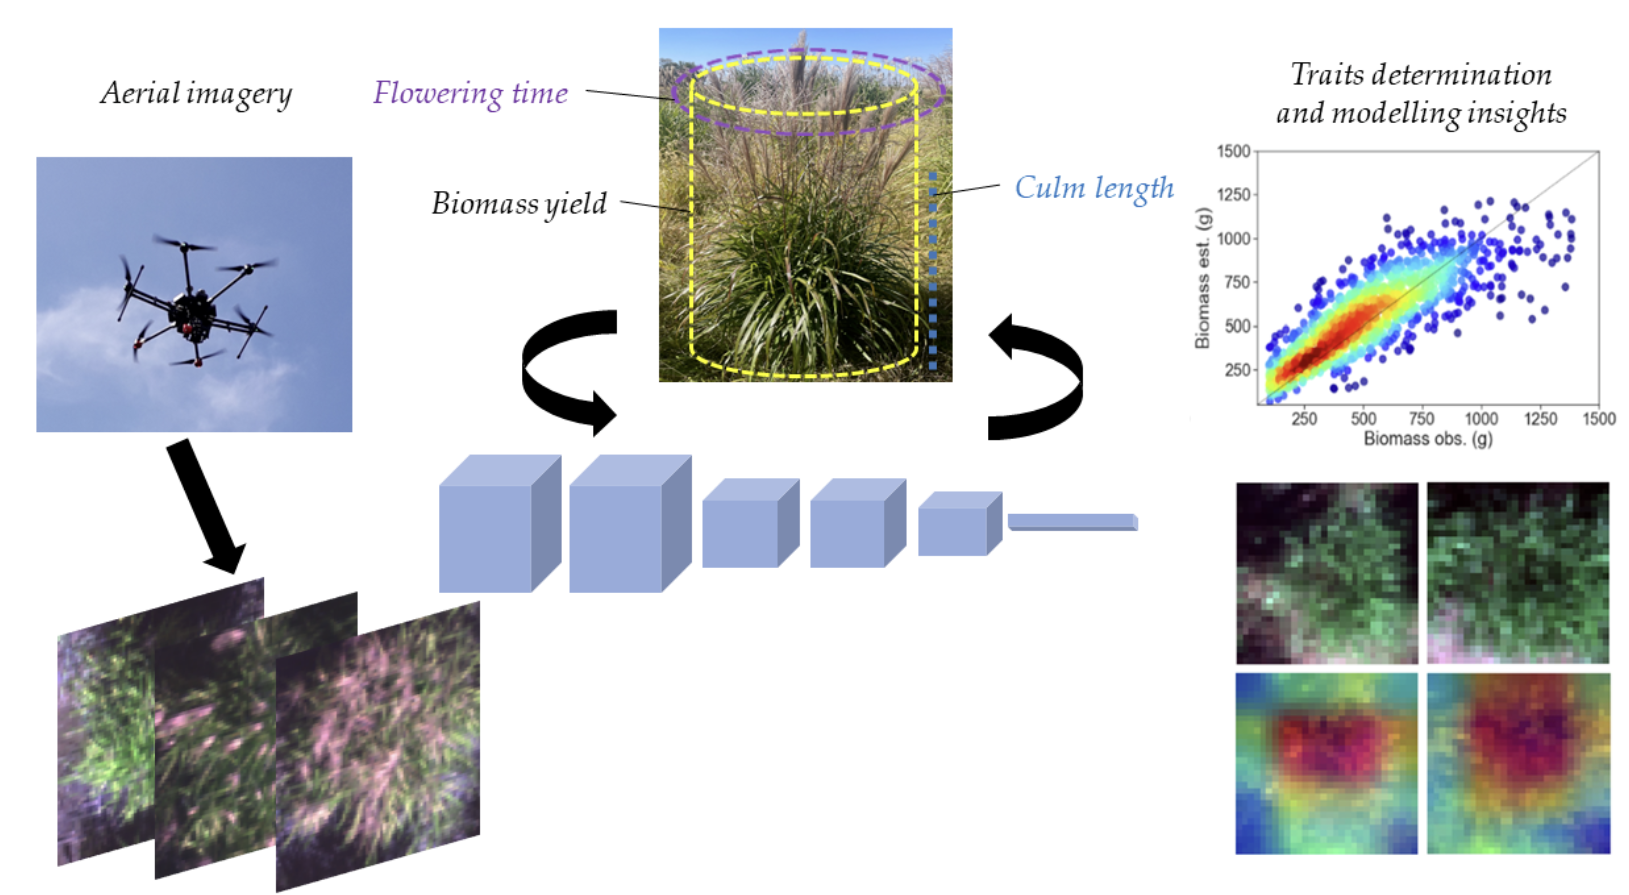 Aerial imagery
Flowering time
Biomass yield
Culm length
Traits determination
and modelling insights
1500
1250
1000
750
500
250
Biomass est. (g)
250
500
750
1000
1250
1500
Biomass obs. (g)